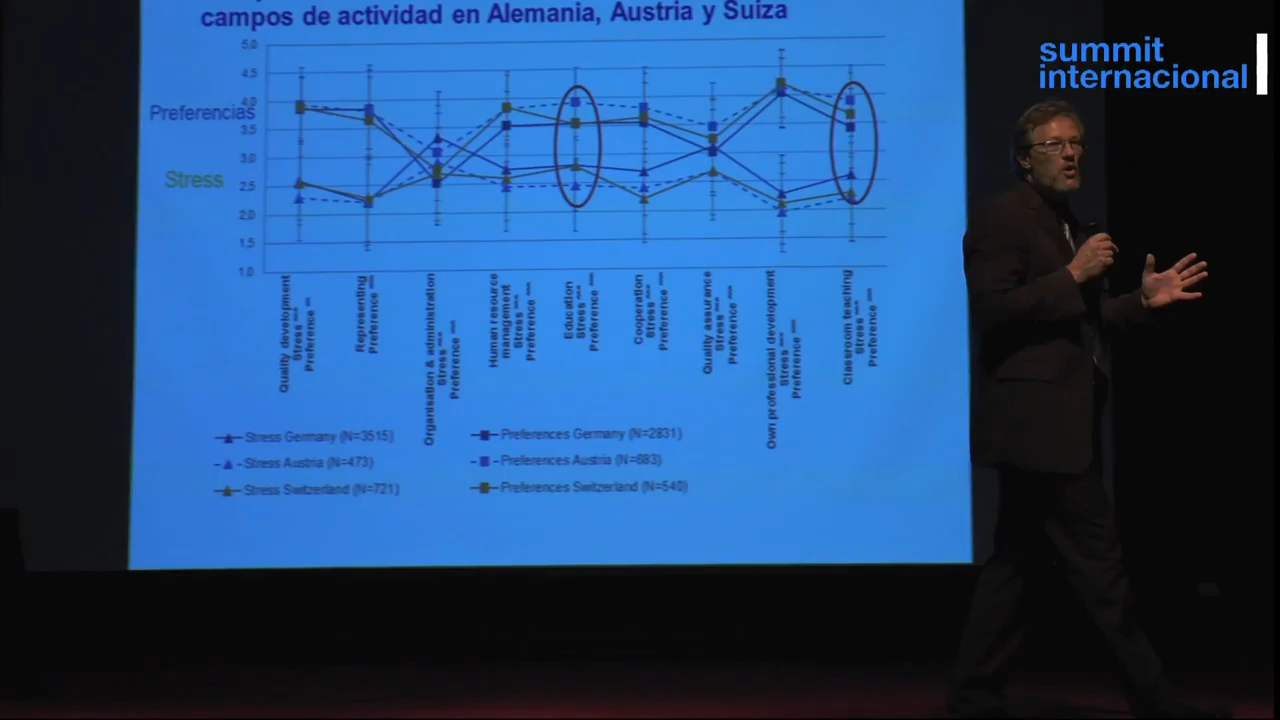 campos de actividad en Alemania, Austria y Suiza
summit
internacional
5,0
4,5
4,0
Preferencias
3,5
3,0
Stress
2,5
2,0
1,5
1,0
Quality development
Stress
Preference
Representing
Preference
Organisation & administration
Stress
Preference
Human resource
management
Stress
Preference
Education
Stress
Preference
Cooperation
Stress
Preference
Quality assurance
Stress
Preference
Own professional development
Stress
Preference
Classroom teaching
Stress
Preference
Stress Germany (N=3515)
Preferences Germany (N=2831)
Stress Austria (N=473)
Preferences Austria (N=683)
Stress Switzerland (N=721)
Preferences Switzerland (N=540)